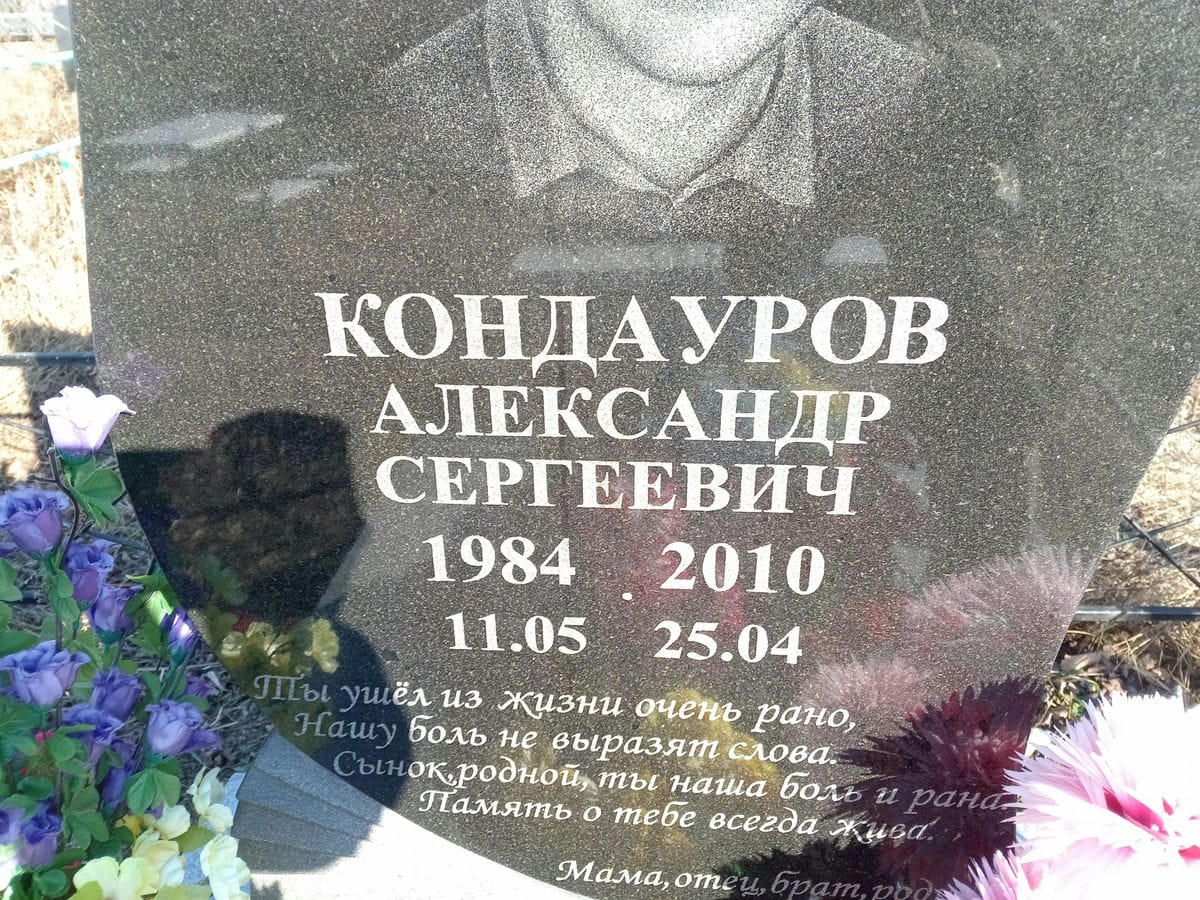 КОНДАУРОВ
АЛЕКСАНДР
СЕРГЕЕВИЧ
1984 2010
11.05 25.04
Ты ушёл из жизни очень рано,
Нашу боль не выразят слова.
Сынок,родной, ты наша боль и рана
Память о тебе всегда жива.
Мама,отец,брат,